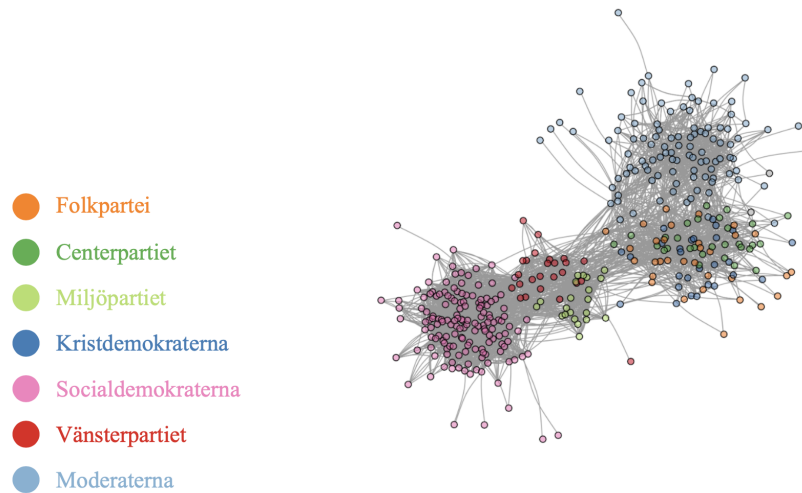 Folkpartei
Centerpartiet
Miljöpartiet
Kristdemokraterna
Socialdemokraterna
Vänsterpartiet
Moderaterna